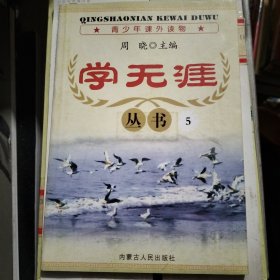 QINGSHAONIAN KEWAI DUWU
★ 青少年课外读物 ★
周 晓◎主编
学无涯
丛书 5
内蒙古人民出版社